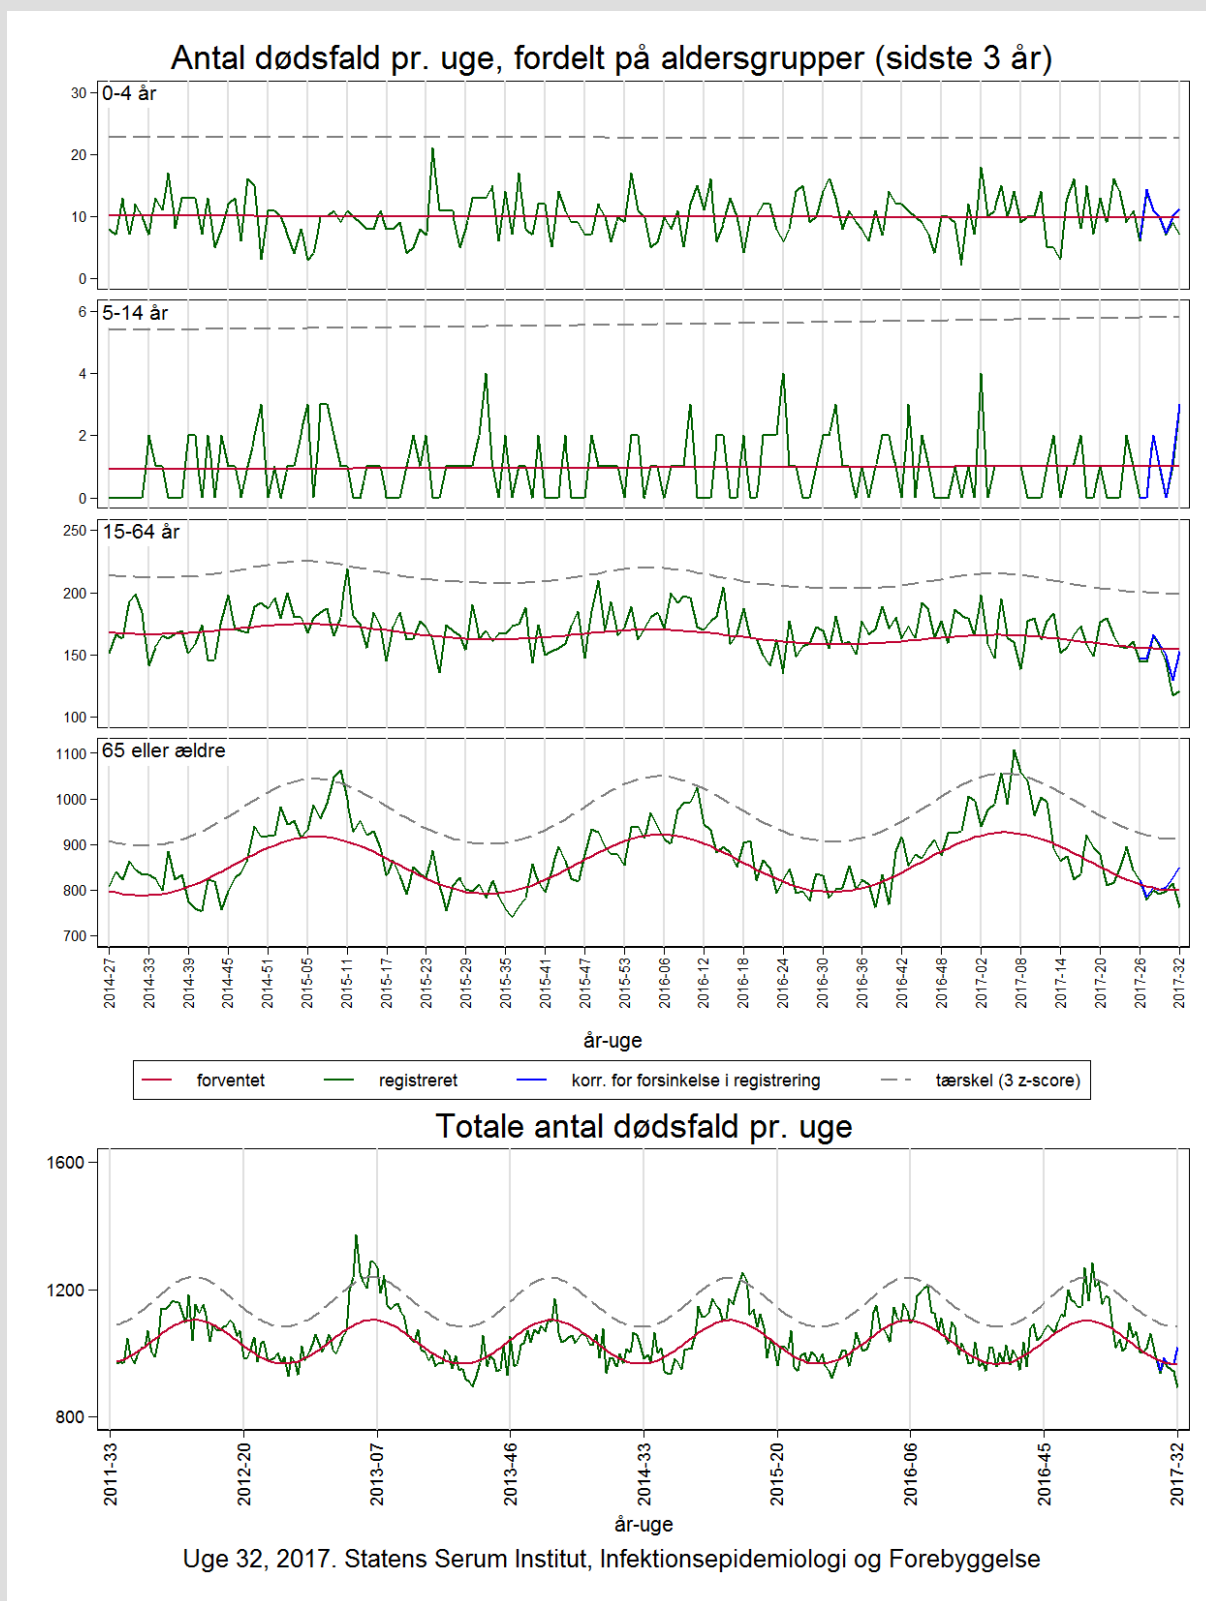 Antal dødsfald pr. uge, fordelt på aldersgrupper (sidste 3 år)
0-4 år
30
20
10
0
5-14 år
6
4
2
0
15-64 år
250
200
150
100
65 eller ældre
1100
1000
900
800
700
2014-27 2014-33 2014-39 2014-45 2014-51 2015-05 2015-11 2015-17 2015-23 2015-29 2015-35 2015-41 2015-47 2015-53 2016-06 2016-12 2016-18 2016-24 2016-30 2016-36 2016-42 2016-48 2017-02 2017-08 2017-14 2017-20 2017-26 2017-32
år-uge
forventet registreret korr. for forsinkelse i registrering tærskel (3 z-score)
Totale antal dødsfald pr. uge
1600
1200
800
2011-33 2012-20 2013-07 2013-46 2014-33 2015-20 2016-06 2016-45 2017-32
år-uge
Uge 32, 2017. Statens Serum Institut, Infektionsepidemiologi og Forebyggelse